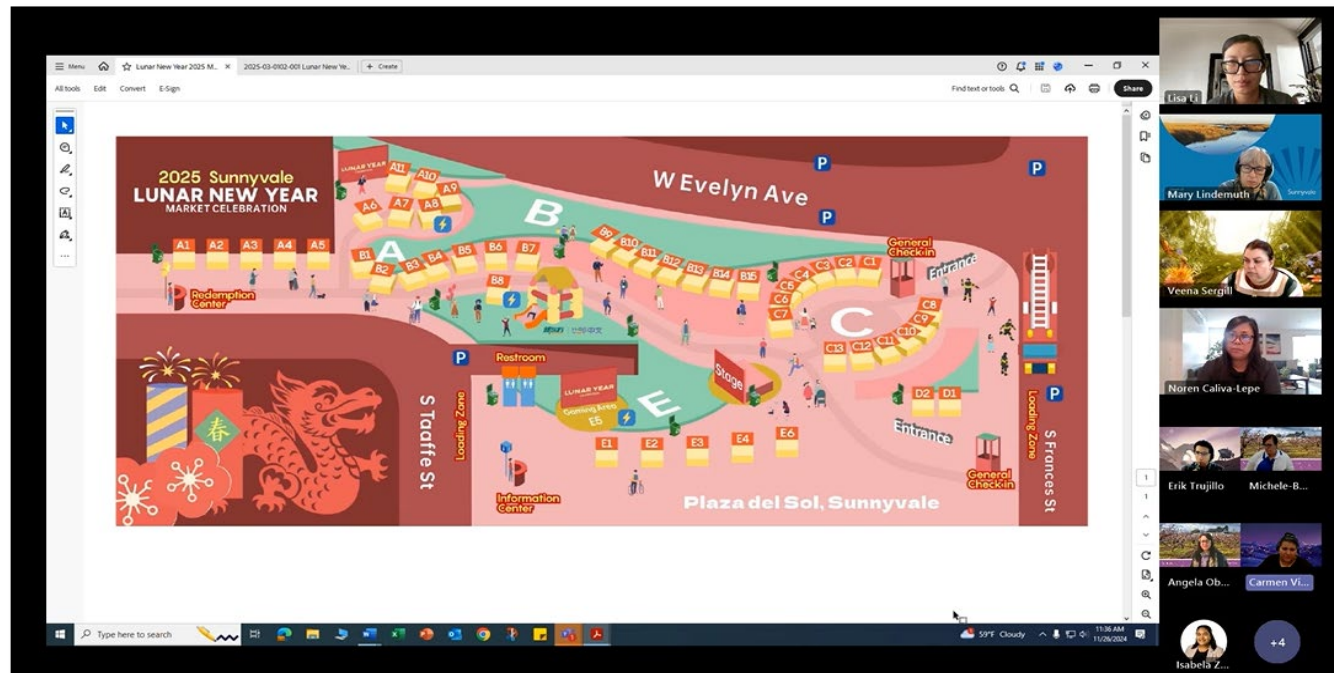 Menu
Lunar New Year 2025 M...
2025-03-0102-001 Lunar New Ye...
+ Create
All tools
Edit
Convert
E-Sign
Find text or tools
Share
2025 Sunnyvale
LUNAR NEW YEAR
MARKET CELEBRATION
LUNAR YEAR
A11
A10
A9
A6
A7
A8
A1
A2
A3
A4
A5
A
B
B1
B2
B3
B4
B5
B6
B7
B8
B9
B10
B11
B12
B13
B14
B15
W Evelyn Ave
P
P
P
General
Check-in
Entrance
C1
C2
C3
C4
C5
C6
C7
C
C8
C9
C10
C11
C12
C13
Redemption
Center
P
Restroom
LUNAR YEAR
Gaming Area
E5
E
Stage
D2
D1
Entrance
P
Loading Zone
S Frances St
General
Check-in
E1
E2
E3
E4
E6
S Taaffe St
Loading Zone
Information
Center
Plaza del Sol, Sunnyvale
春
1
1
Type here to search
59°F Cloudy
11:36 AM
11/26/2024
Lisa Li
Mary Lindemuth
Sunnyvale
Veena Sergill
Noren Caliva-Lepe
Erik Trujillo
Michele-B...
Angela Ob...
Carmen Vi...
Isabela Z...
+4